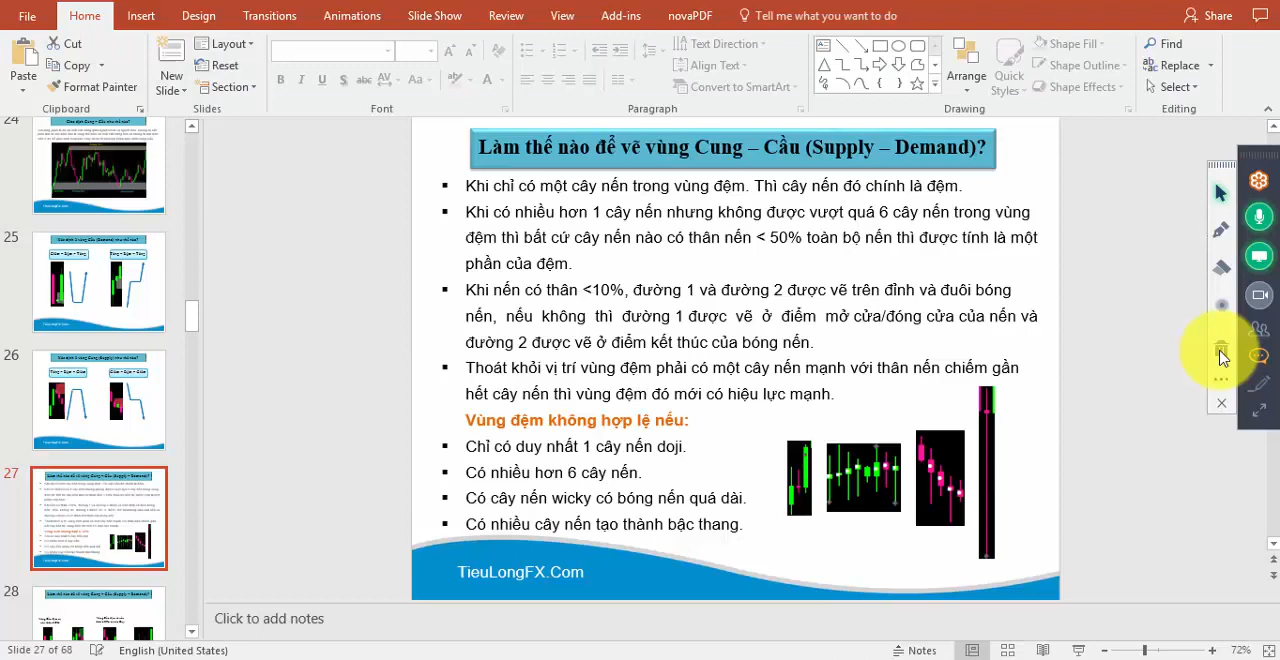 File Home Insert Design Transitions Animations Slide Show Review View Add-ins novaPDF Tell me what you want to do Share
Paste Cut Copy Format Painter
New Slide Layout Reset Section
Text Direction Align Text Convert to SmartArt
Arrange Quick Styles Shape Fill Shape Outline Shape Effects
Find Replace Select
Clipboard Slides Font Paragraph Drawing Editing
24
25
26
27
28
Làm thế nào để vẽ vùng Cung – Cầu (Supply – Demand)?
Khi chỉ có một cây nến trong vùng đệm. Thì cây nến đó chính là đệm.
Khi có nhiều hơn 1 cây nến nhưng không được vượt quá 6 cây nến trong vùng
đệm thì bất cứ cây nến nào có thân nến ~ 50% toàn bộ nến thì được tính là một
phần của đệm.
Khi nến có thân <10%, đường 1 và đường 2 được vẽ trên đỉnh và đuôi bóng
nến, nếu không thì đường 1 được vẽ ở điểm mở cửa/đóng cửa của nến và
đường 2 được vẽ ở điểm kết thúc của bóng nến.
Thoát khỏi vị trí vùng đệm phải có một cây nến mạnh với thân nến chiếm gần
hết cây nến thì vùng đệm đó mới có hiệu lực mạnh.
Vùng đệm không hợp lệ nếu:
Chỉ có duy nhất 1 cây nến doji.
Có nhiều hơn 6 cây nến.
Có cây nến wicky có bóng nến quá dài
Có nhiều cây nến tạo thành bậc thang.
TieuLongFX.Com
Click to add notes
Slide 27 of 68 English (United States) Notes 72%